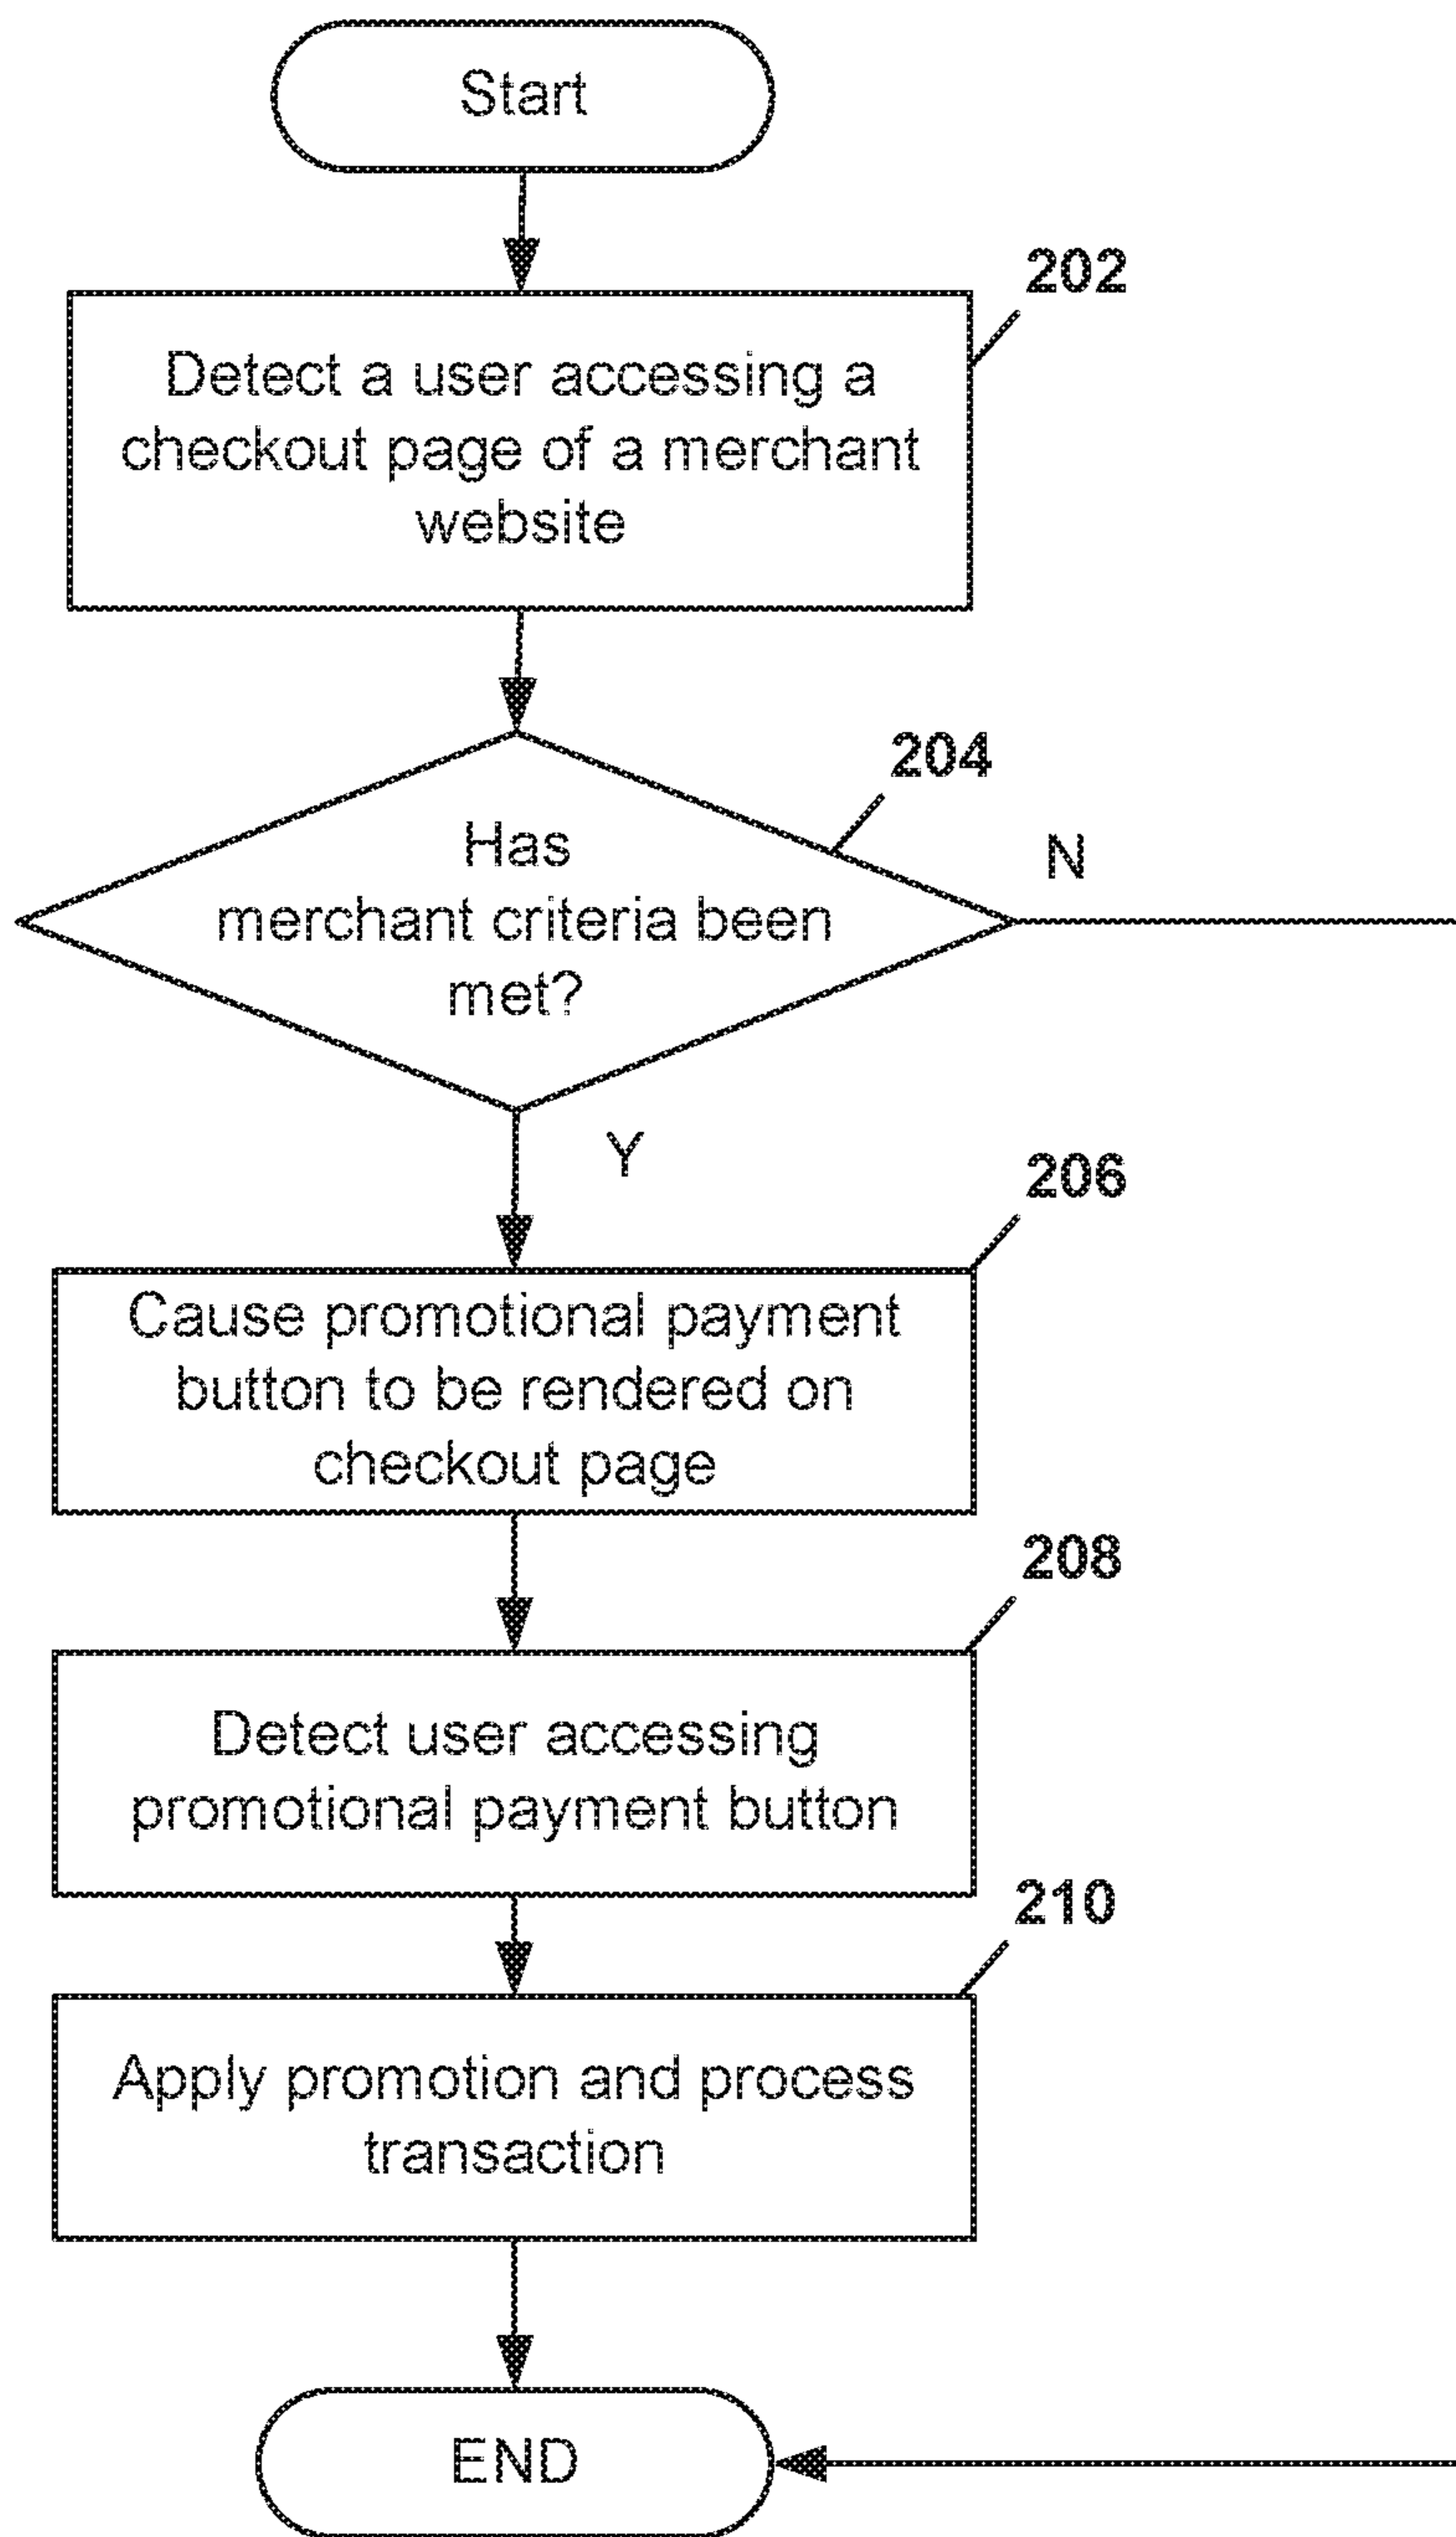 Start
202
Detect a user accessing a
checkout page of a merchant
website
204
Has
merchant criteria been
met?
N
Y
206
Cause promotional payment
button to be rendered on
checkout page
208
Detect user accessing
promotional payment button
210
Apply promotion and process
transaction
END